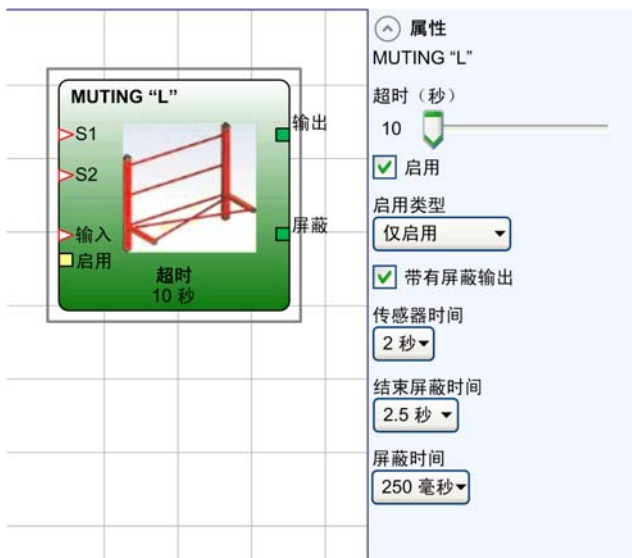 MUTING “L”
S1
S2
输入
启用
输出
屏蔽
超时
10 秒
属性
MUTING “L”
超时（秒）
10
启用
启用类型
仅启用
带有屏蔽输出
传感器时间
2 秒
结束屏蔽时间
2.5 秒
屏蔽时间
250 毫秒